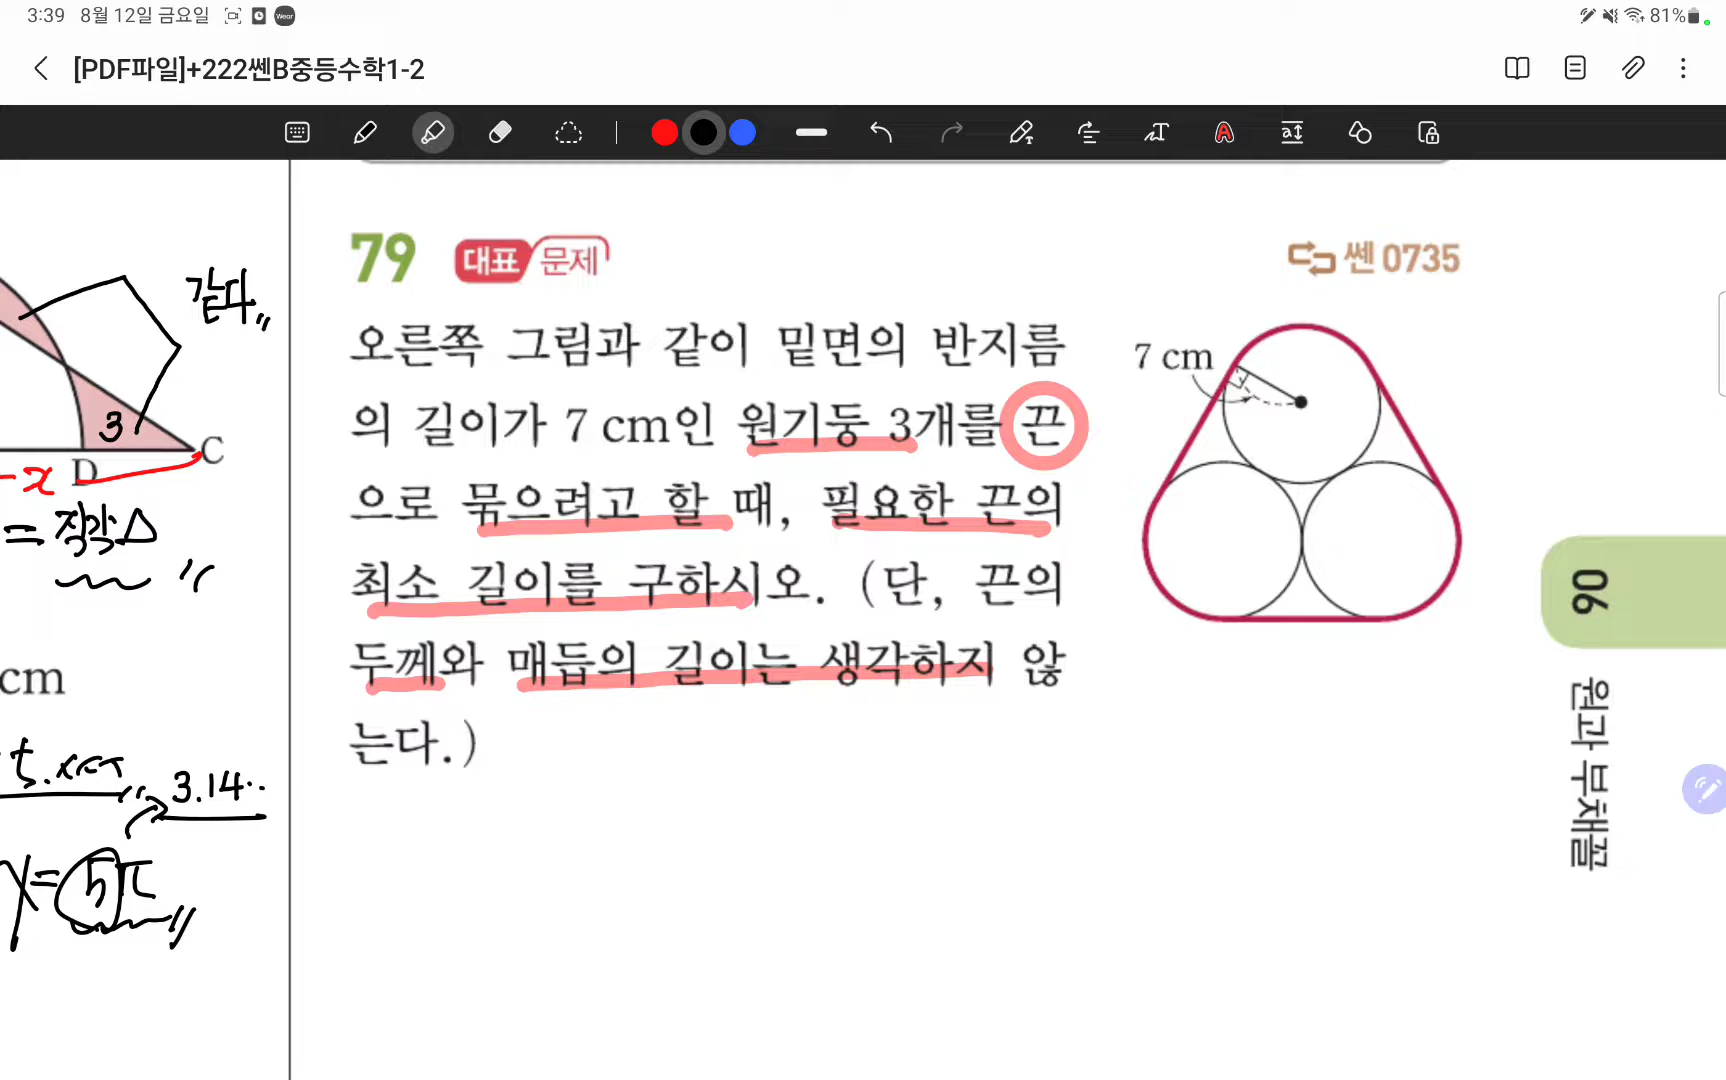 3:39 8월 12일 금요일
Wear
81%
[PDF파일]+222쎈B중등수학1-2
79 대표 문제
쎈 0735
오른쪽 그림과 같이 밑면의 반지름
의 길이가 7 cm인 원기둥 3개를 끈
으로 묶으려고 할 때, 필요한 끈의
최소 길이를 구하시오. (단, 끈의
두께와 매듭의 길이는 생각하지 않
는다.)
7 cm
06
원과 부채꼴
같다.
3
C
D
-x
= 직각△
cm
3.14..
x=5π